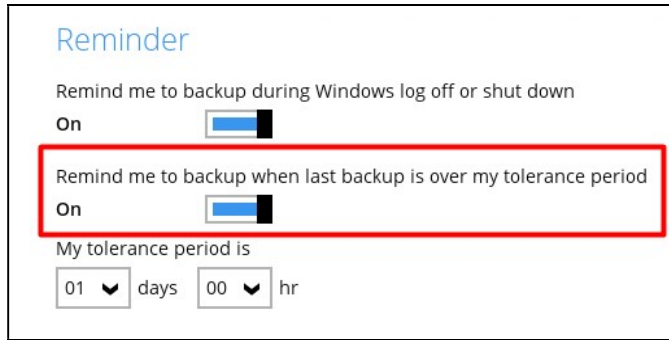 Reminder
Remind me to backup during Windows log off or shut down
On
Remind me to backup when last backup is over my tolerance period
On
My tolerance period is
01 days 00 hr